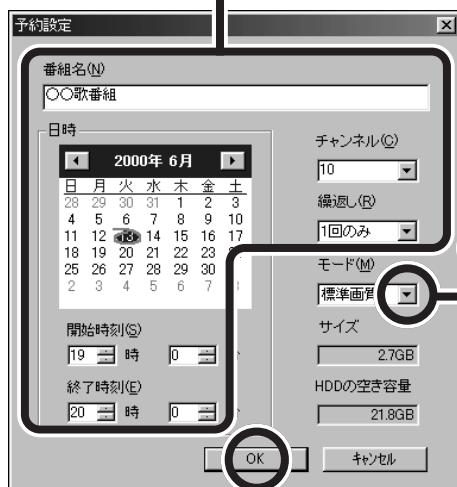 予約設定
番組名(N)
〇〇歌番組
日時
2000年 6月
日 月 火 水 木 金 土
28 29 30 31 1 2 3
4 5 6 7 8 9 10
11 12 13 14 15 16 17
18 19 20 21 22 23
25 26 27 28 29 30
2 3 4 5 6 7
開始時刻(S)
19 時 0
終了時刻(E)
20 時 0
チャンネル(C)
10
繰返し(R)
1回のみ
モード(M)
標準画質
サイズ
2.7GB
HDDの空き容量
21.8GB
OK
キャンセル